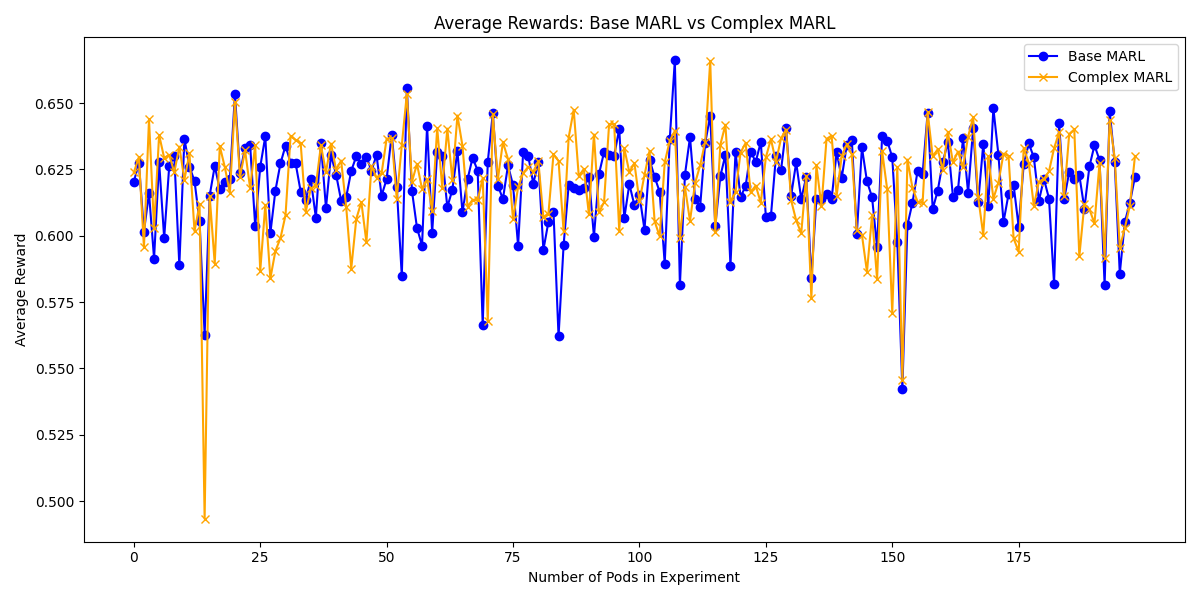 Average Rewards: Base MARL vs Complex MARL
Base MARL
Complex MARL
Average Reward
0.650
0.625
0.600
0.575
0.550
0.525
0.500
0 25 50 75 100 125 150 175
Number of Pods in Experiment